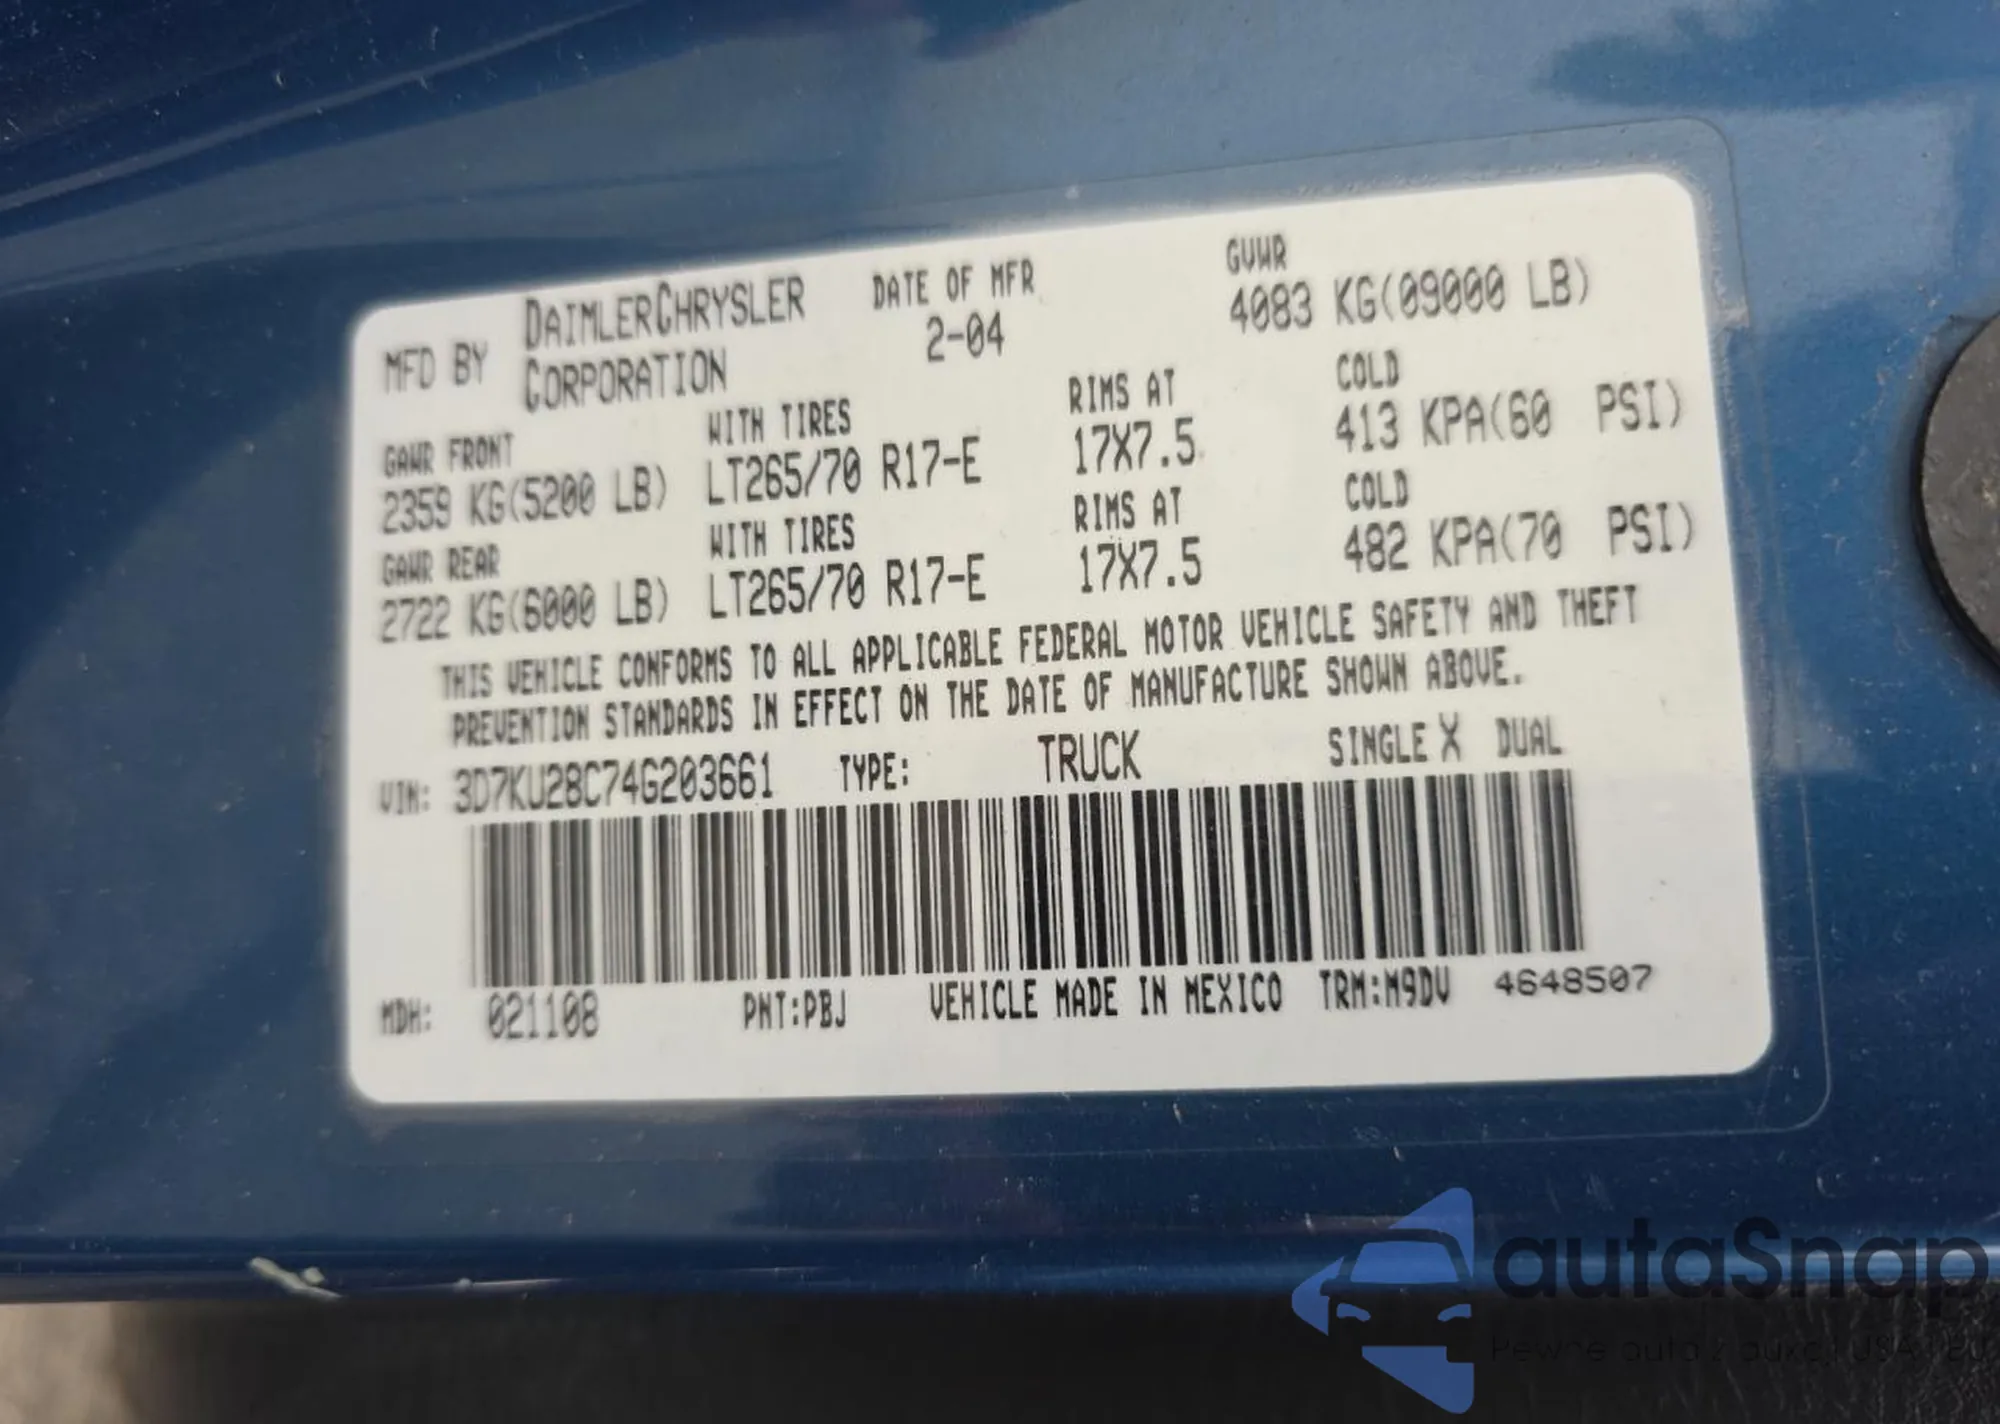 MFD BY DAIMLERCHRYSLER CORPORATION
DATE OF MFR
2-04
GVWR
4083 KG(09000 LB)
GAWR FRONT WITH TIRES RIMS AT COLD
2359 KG(5200 LB) LT265/70 R17-E 17X7.5 413 KPA(60 PSI)
GAWR REAR WITH TIRES RIMS AT COLD
2722 KG(6000 LB) LT265/70 R17-E 17X7.5 482 KPA(70 PSI)
THIS VEHICLE CONFORMS TO ALL APPLICABLE FEDERAL MOTOR VEHICLE SAFETY AND THEFT
PREVENTION STANDARDS IN EFFECT ON THE DATE OF MANUFACTURE SHOWN ABOVE.
VIN: 3D7KU28C74G203661 TYPE: TRUCK SINGLE X DUAL
MDH: 021108 PNT:PBJ VEHICLE MADE IN MEXICO TRM:M9DV 4648507
autaSnap
Pewne auto z aukcji USA i EU